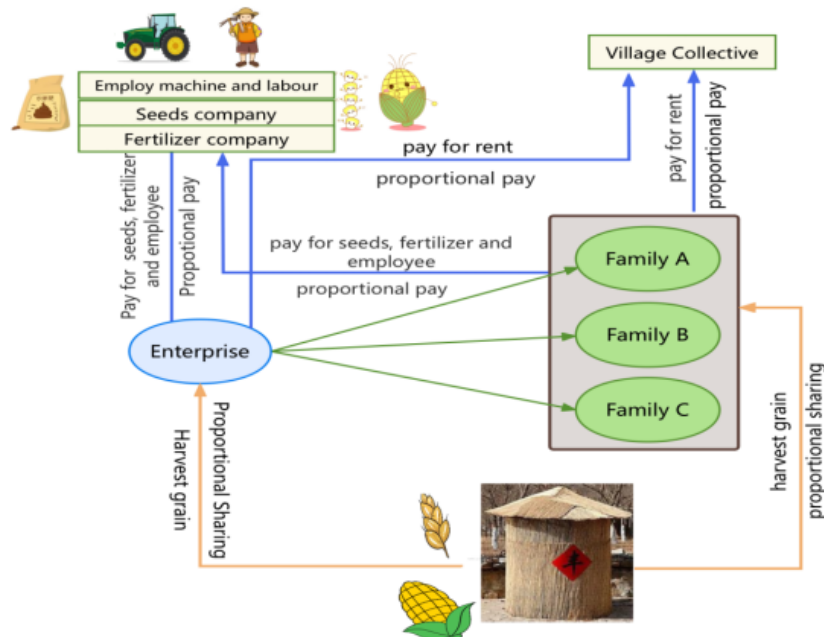 Employ machine and labour
Seeds company
Fertilizer company
Village Collective
pay for rent
proportional pay
pay for rent
proportional pay
Pay for seeds, fertilizer
and employee
Propotional pay
pay for seeds, fertilizer and
employee
proportional pay
Family A
Family B
Family C
Enterprise
Proportional Sharing
Harvest grain
harvest grain
proportional sharing